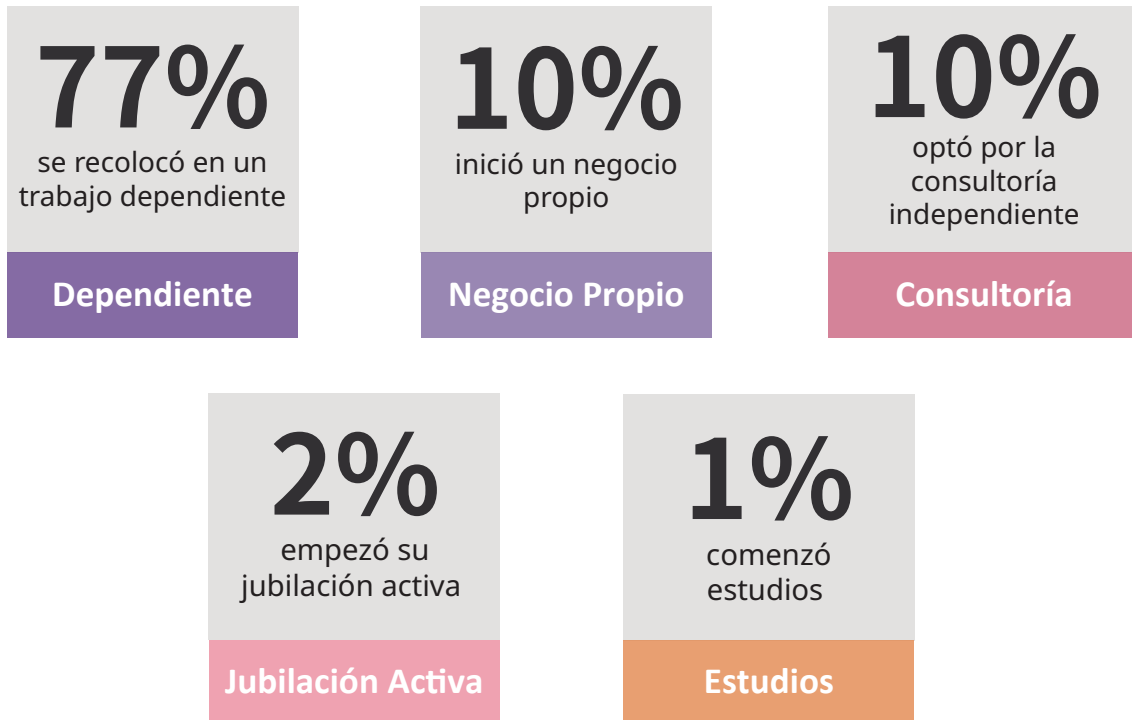 77%
se recolocó en un
trabajo dependiente
Dependiente
10%
inició un negocio
propio
Negocio Propio
10%
optó por la
consultoría
independiente
Consultoría
2%
empezó su
jubilación activa
Jubilación Activa
1%
comenzó
estudios
Estudios